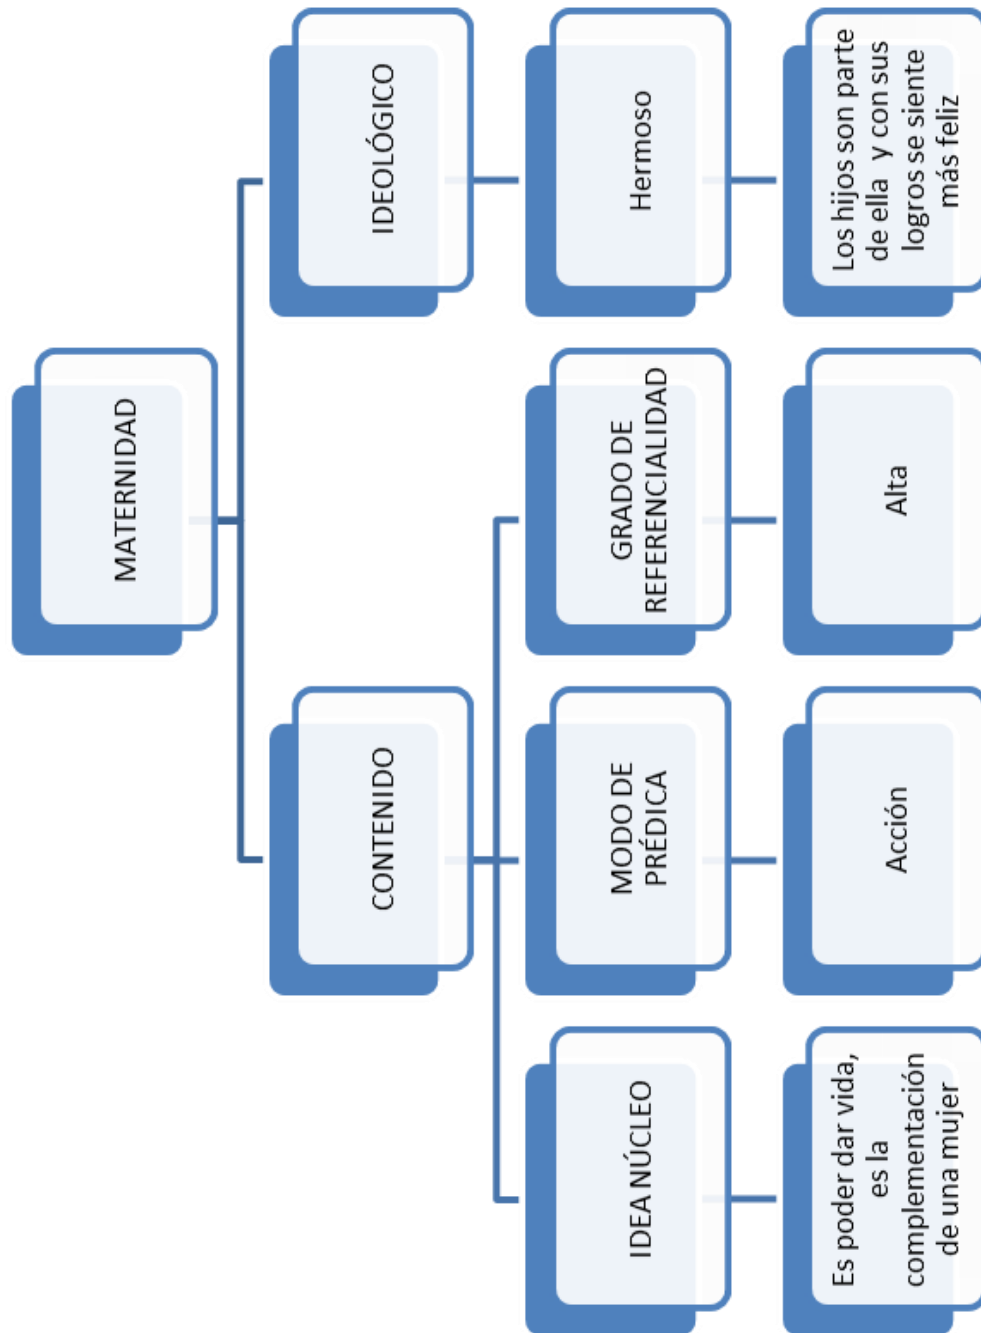 MATERNIDAD
CONTENIDO
IDEOLÓGICO
IDEA NÚCLEO
MODO DE
PRÉDICA
GRADO DE
REFERENCIALIDAD
Hermoso
Es poder dar vida,
es la
complementación
de una mujer
Acción
Alta
Los hijos son parte
de ella y con sus
logros se siente
más feliz